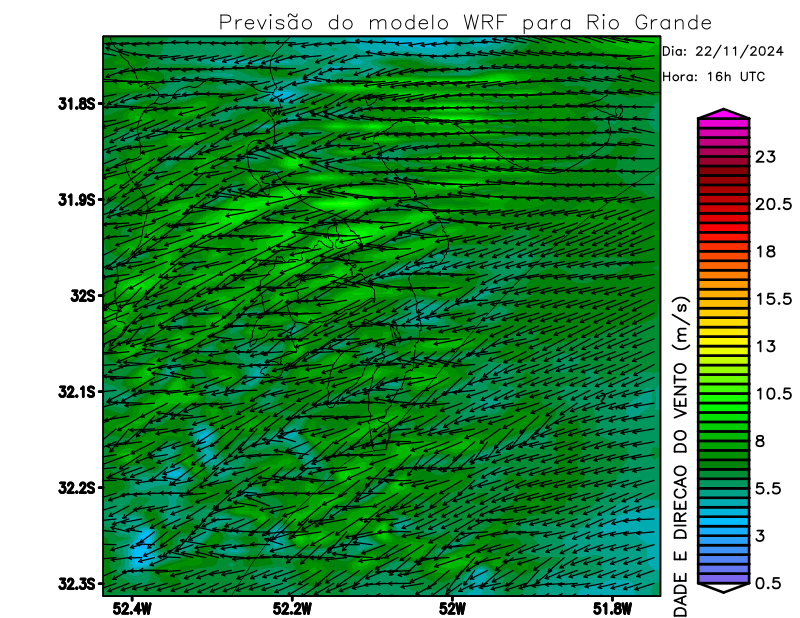 Previsão do modelo WRF para Rio Grande
Dia: 22/11/2024
Hora: 16h UTC
31.8S
31.9S
32S
32.1S
32.2S
32.3S
52.4W
52.2W
52W
51.8W
23
20.5
18
15.5
13
10.5
8
5.5
3
0.5
DADE E DIRECAO DO VENTO (m/s)